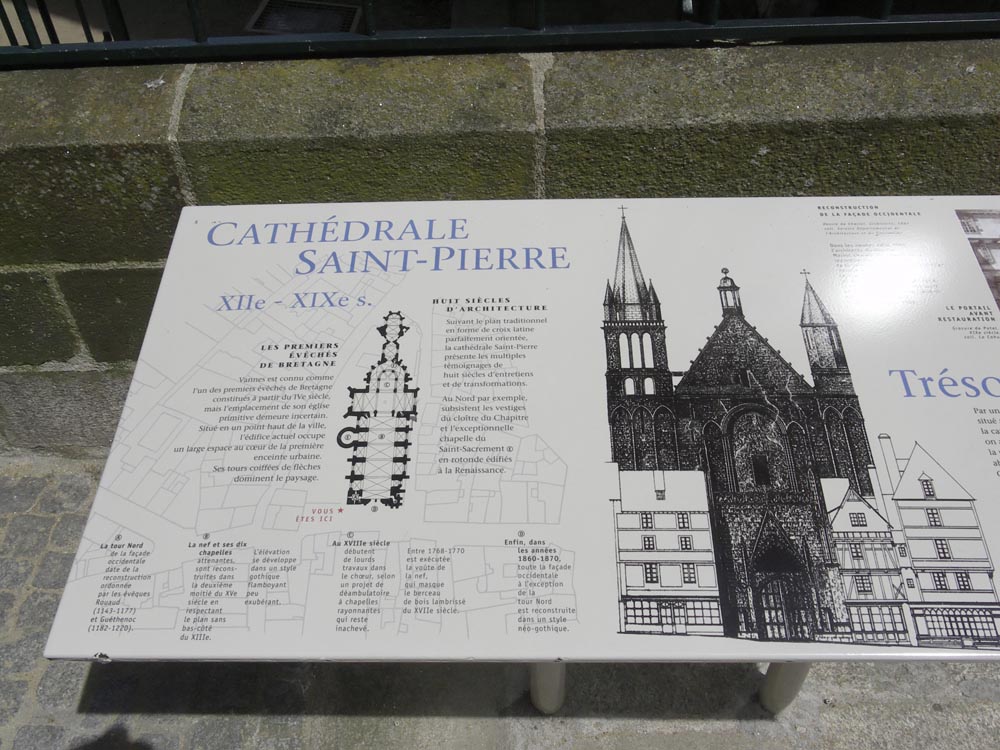 CATHÉDRALE
SAINT-PIERRE
XIIe - XIXe s.
LES PREMIERS
ÉVÊCHÉS
DE BRETAGNE
Vannes est connu comme
l'un des premiers évêchés de Bretagne
constitués à partir du IVe siècle,
mais l'emplacement de son église
primitive demeure incertain.
Situé en un point haut de la ville,
l'édifice actuel occupe
un large espace au cœur de la première
enceinte urbaine.
Ses tours coiffées de flèches
dominent le paysage.
HUIT SIÈCLES
D'ARCHITECTURE
Suivant le plan traditionnel
en forme de croix latine
parfaitement orientée,
la cathédrale Saint-Pierre
présente les multiples
témoignages de
huit siècles d'entretiens
et de transformations.
Au Nord par exemple,
subsistent les vestiges
du cloître du Chapitre
et l'exceptionnelle
chapelle du
Saint-Sacrement E
en rotonde édifiés
à la Renaissance.
VOUS
ÊTES ICI
A
La tour Nord
de la façade
occidentale
date de la
reconstruction
ordonnée
par les évêques
Rouaud
(1143-1177)
et Guéthenoc
(1182-1220).
B
La nef et ses dix
chapelles
attenantes,
sont recons-
truites dans
la deuxième
moitié du XVe
siècle en
respectant
le plan sans
bas-côté
du XIIIe.
L'élévation
se développe
dans un style
gothique
flamboyant
peu
exubérant.
C
Au XVIIIe siècle
débutent
de lourds
travaux dans
le chœur, selon
un projet de
déambulatoire
à chapelles
rayonnantes
qui reste
inachevé.
Entre 1768-1770
est exécutée
la voûte de
la nef,
qui masque
le berceau
de bois lambrissé
du XVIIe siècle.
D
Enfin, dans
les années
1860-1870,
toute la façade
occidentale
à l'exception
de la
tour Nord
est reconstruite
dans un style
néo-gothique.
RECONSTRUCTION
DE LA FAÇADE OCCIDENTALE
LE PORTAIL
AVANT
RESTAURATION
Tréso
Par un
situé